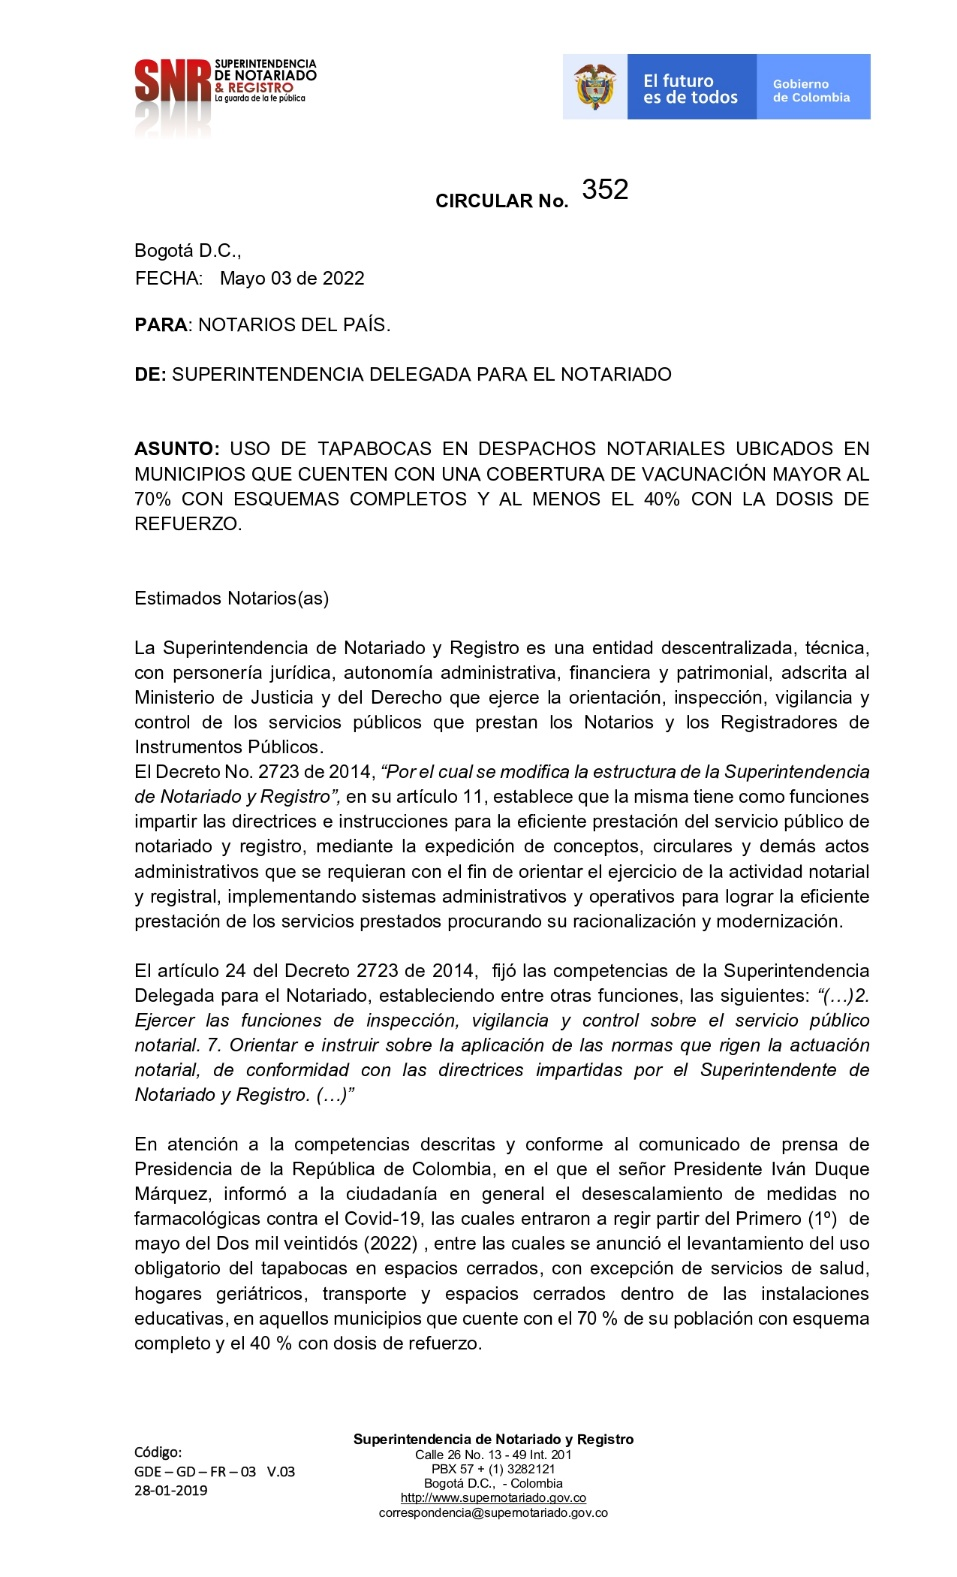 SNR SUPERINTENDENCIA
DE NOTARIADO
& REGISTRO
La guarda de la fe pública
El futuro
es de todos
Gobierno
de Colombia
CIRCULAR No. 352
Bogotá D.C.,
FECHA: Mayo 03 de 2022
PARA: NOTARIOS DEL PAÍS.
DE: SUPERINTENDENCIA DELEGADA PARA EL NOTARIADO
ASUNTO: USO DE TAPABOCAS EN DESPACHOS NOTARIALES UBICADOS EN
MUNICIPIOS QUE CUENTEN CON UNA COBERTURA DE VACUNACIÓN MAYOR AL
70% CON ESQUEMAS COMPLETOS Y AL MENOS EL 40% CON LA DOSIS DE
REFUERZO.
Estimados Notarios(as)
La Superintendencia de Notariado y Registro es una entidad descentralizada, técnica,
con personería jurídica, autonomía administrativa, financiera y patrimonial, adscrita al
Ministerio de Justicia y del Derecho que ejerce la orientación, inspección, vigilancia y
control de los servicios públicos que prestan los Notarios y los Registradores de
Instrumentos Públicos.
El Decreto No. 2723 de 2014, “Por el cual se modifica la estructura de la Superintendencia
de Notariado y Registro”, en su artículo 11, establece que la misma tiene como funciones
impartir las directrices e instrucciones para la eficiente prestación del servicio público de
notariado y registro, mediante la expedición de conceptos, circulares y demás actos
administrativos que se requieran con el fin de orientar el ejercicio de la actividad notarial
y registral, implementando sistemas administrativos y operativos para lograr la eficiente
prestación de los servicios prestados procurando su racionalización y modernización.
El artículo 24 del Decreto 2723 de 2014, fijó las competencias de la Superintendencia
Delegada para el Notariado, estableciendo entre otras funciones, las siguientes: “(…)2.
Ejercer las funciones de inspección, vigilancia y control sobre el servicio público
notarial. 7. Orientar e instruir sobre la aplicación de las normas que rigen la actuación
notarial, de conformidad con las directrices impartidas por el Superintendente de
Notariado y Registro. (…)”
En atención a la competencias descritas y conforme al comunicado de prensa de
Presidencia de la República de Colombia, en el que el señor Presidente Iván Duque
Márquez, informó a la ciudadanía en general el desescalamiento de medidas no
farmacológicas contra el Covid-19, las cuales entraron a regir partir del Primero (1º) de
mayo del Dos mil veintidós (2022) , entre las cuales se anunció el levantamiento del uso
obligatorio del tapabocas en espacios cerrados, con excepción de servicios de salud,
hogares geriátricos, transporte y espacios cerrados dentro de las instalaciones
educativas, en aquellos municipios que cuente con el 70 % de su población con esquema
completo y el 40 % con dosis de refuerzo.
Código:
GDE – GD – FR – 03 V.03
28-01-2019
Superintendencia de Notariado y Registro
Calle 26 No. 13 - 49 Int. 201
PBX 57 + (1) 3282121
Bogotá D.C., - Colombia
http://www.supernotariado.gov.co
correspondencia@supernotariado.gov.co